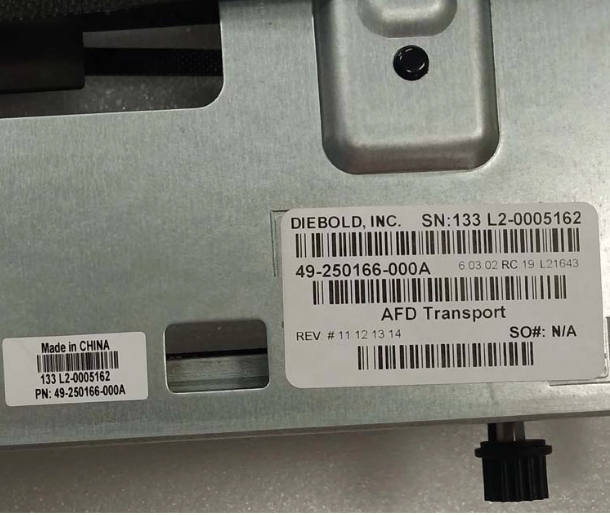 DIEBOLD, INC. SN:133 L2-0005162
49-250166-000A 6 03 02 RC 19 L21643
AFD Transport
REV # 11 12 13 14 SO#: N/A
Made in CHINA
133 L2-0005162
PN: 49-250166-000A